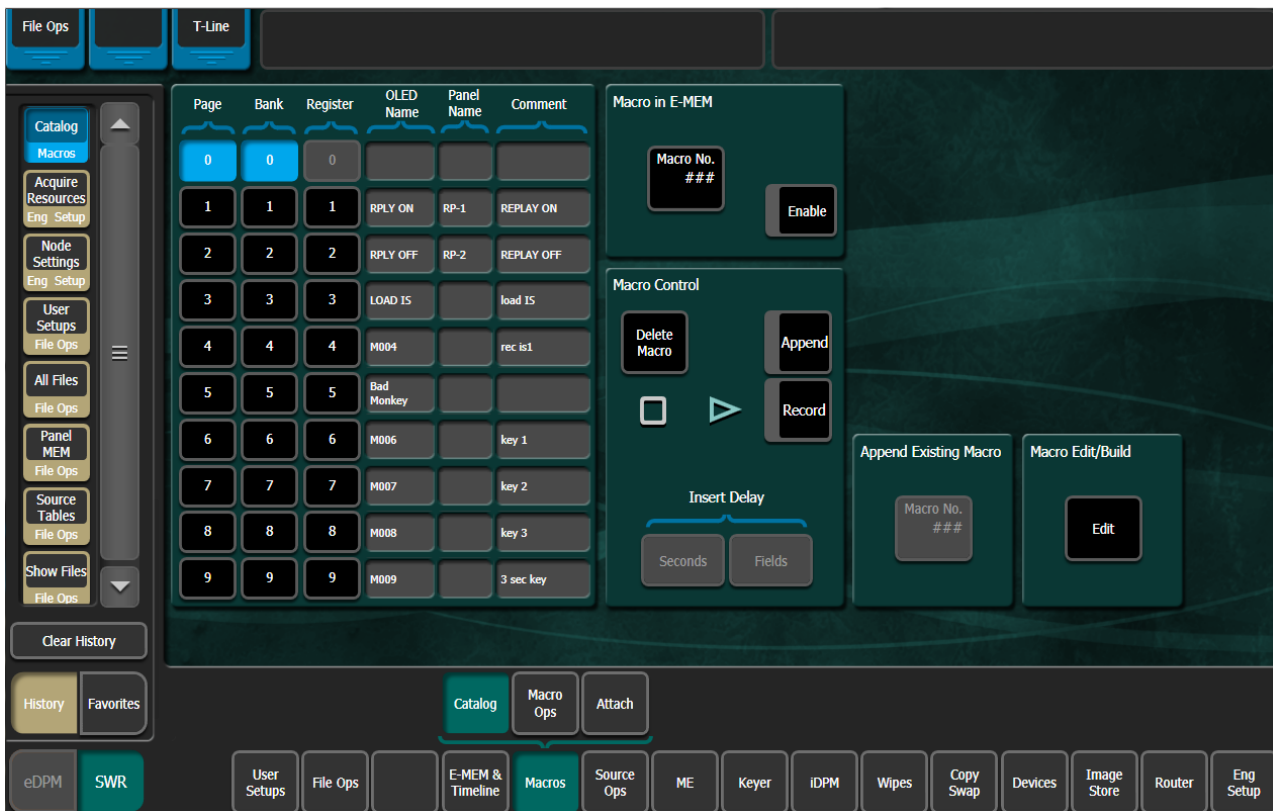 File Ops
T-Line
Catalog
Macros
Acquire
Resources
Eng Setup
Node
Settings
Eng Setup
User
Setups
File Ops
All Files
File Ops
Panel
MEM
File Ops
Source
Tables
File Ops
Show Files
File Ops
Clear History
History
Favorites
eDPM
SWR
Page Bank Register OLED Name Panel Name Comment
0 0 0
1 1 1 RPLY ON RP-1 REPLAY ON
2 2 2 RPLY OFF RP-2 REPLAY OFF
3 3 3 LOAD IS load IS
4 4 4 M004 rec is1
5 5 5 Bad Monkey
6 6 6 M006 key 1
7 7 7 M007 key 2
8 8 8 M008 key 3
9 9 9 M009 3 sec key
Macro in E-MEM
Macro No.
###
Enable
Macro Control
Delete
Macro
Append
Record
Insert Delay
Seconds
Fields
Append Existing Macro
Macro No.
###
Macro Edit/Build
Edit
Catalog
Macro
Ops
Attach
User
Setups
File Ops
E-MEM &
Timeline
Macros
Source
Ops
ME
Keyer
iDPM
Wipes
Copy
Swap
Devices
Image
Store
Router
Eng
Setup